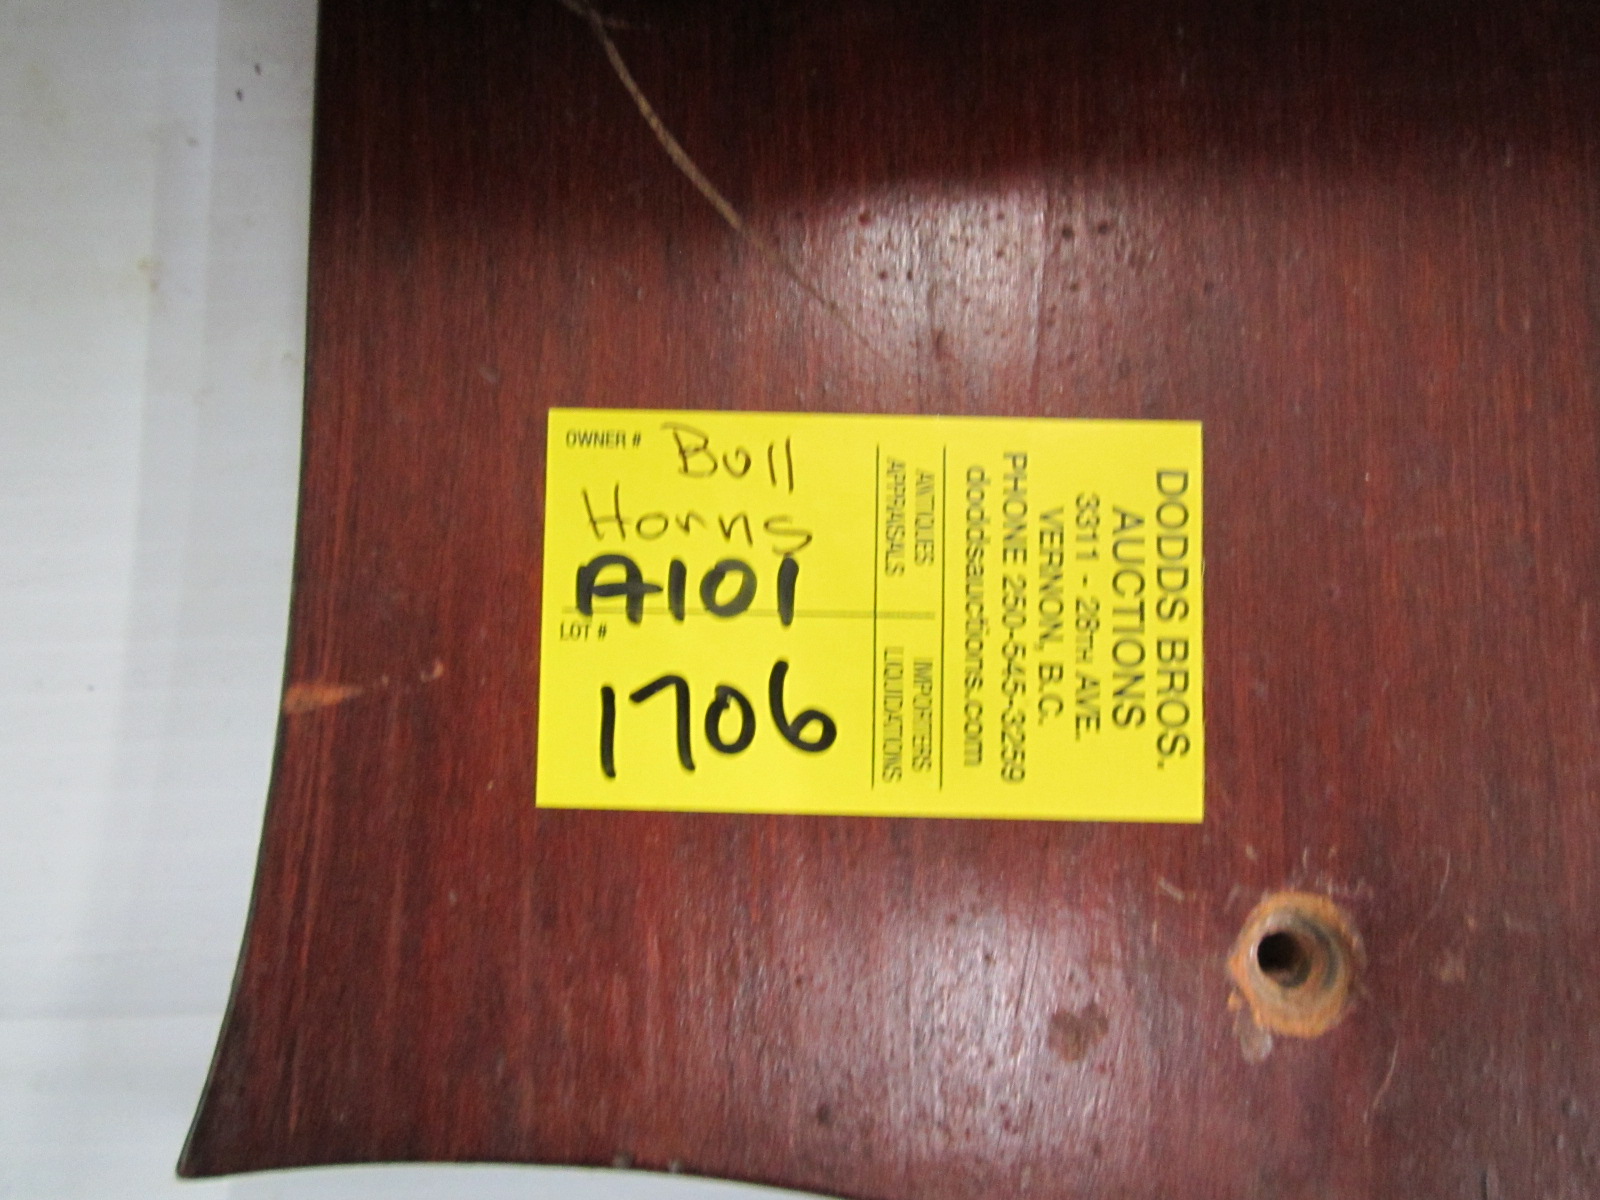 DODDS BROS.
AUCTIONS
3311 - 28TH AVE.
VERNON, B.C.
PHONE 250-545-3259
doddsauctions.com
ANTIQUES IMPORTERS
APPRAISALS LIQUIDATIONS
OWNER # Bull
Horns
A101
LOT #
1706